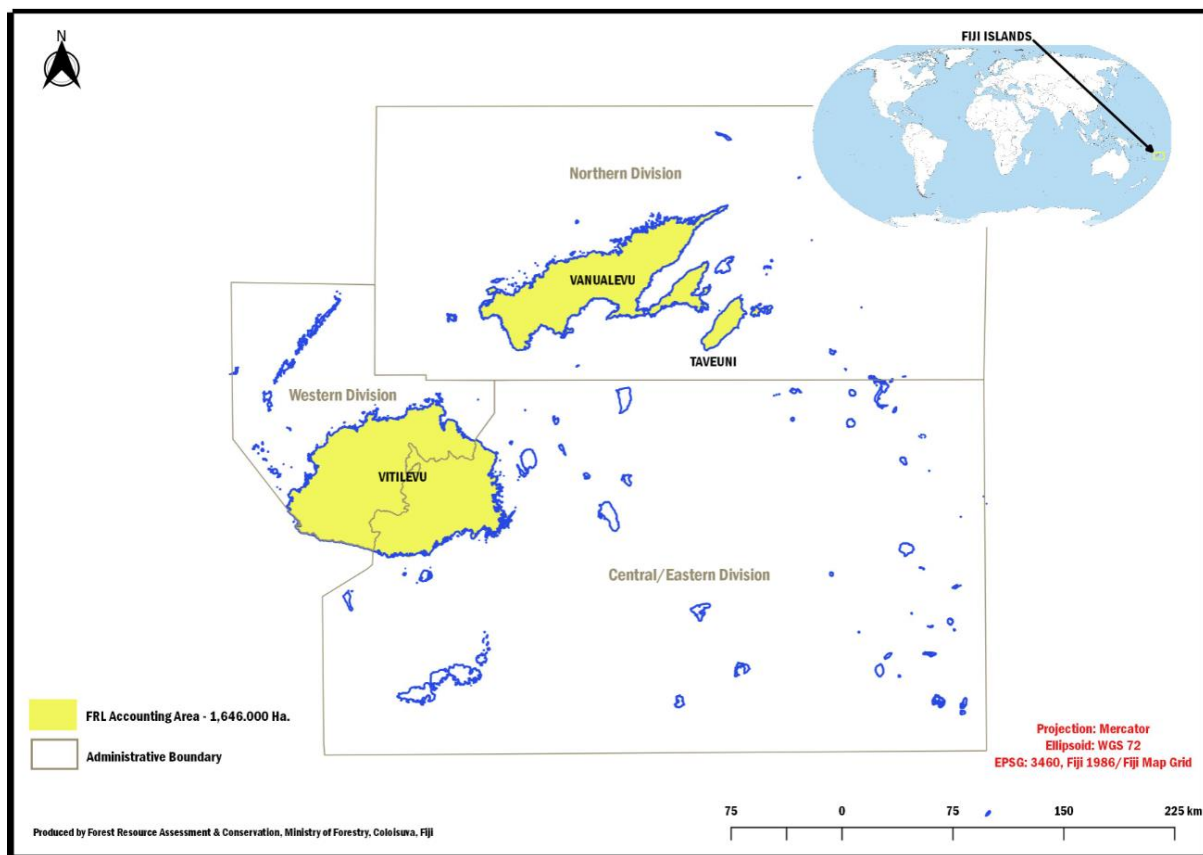 N
FIJI ISLANDS
Northern Division
VANUALEVU
TAVEUNI
Western Division
VITILEVU
Central/Eastern Division
FRL Accounting Area - 1,646.000 Ha.
Administrative Boundary
Projection: Mercator
Ellipsoid: WGS 72
EPSG: 3460, Fiji 1986/Fiji Map Grid
75 0 75 150 225 km
Produced by Forest Resource Assessment & Conservation, Ministry of Forestry, Coloisuva, Fiji